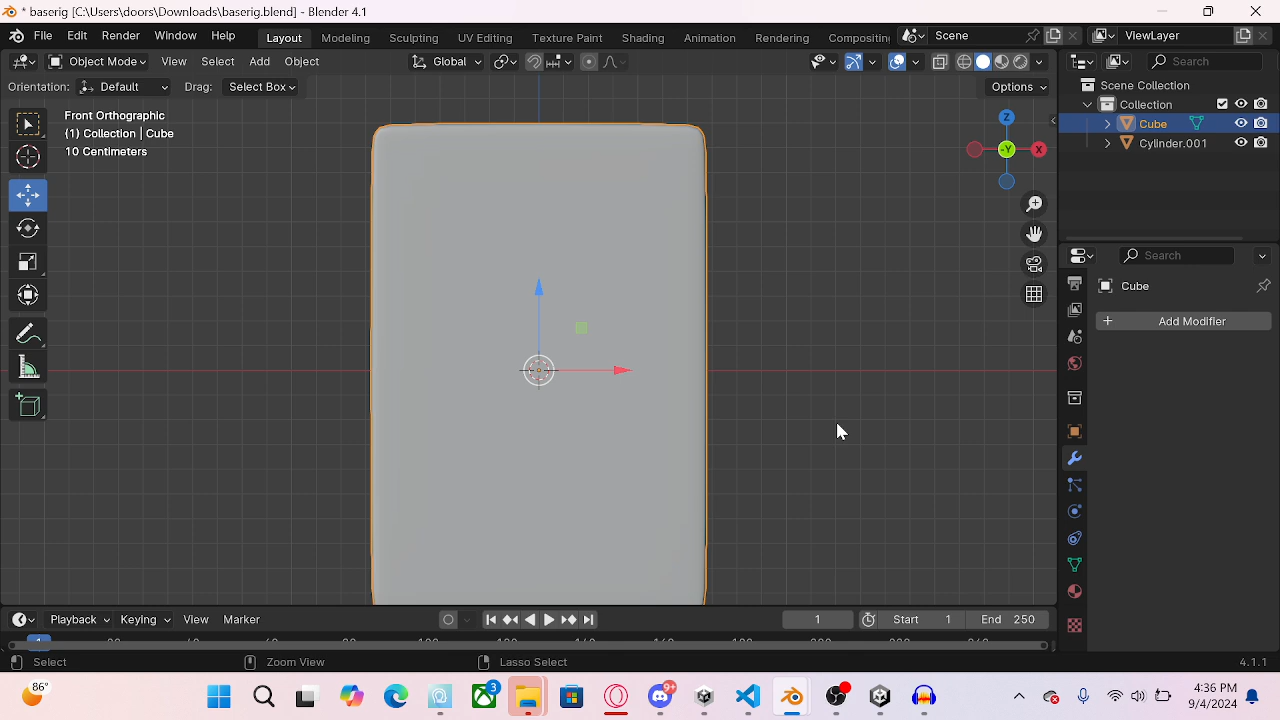 * baserig [C:\Users\doors\Downloads\baserig.blend] - Blender 4.1
File Edit Render Window Help Layout Modeling Sculpting UV Editing Texture Paint Shading Animation Rendering Compositing Scene ViewLayer
Object Mode View Select Add Object Global Search
Orientation: Default Drag: Select Box Options
Scene Collection
Collection
Cube
Cylinder.001
Front Orthographic
(1) Collection | Cube
10 Centimeters
Z
-Y
X
Search
Cube
+ Add Modifier
Playback Keying View Marker 1 Start 1 End 250
1
Select Zoom View Lasso Select 4.1.1
86°
3
9+
4:36 PM
9/4/2024